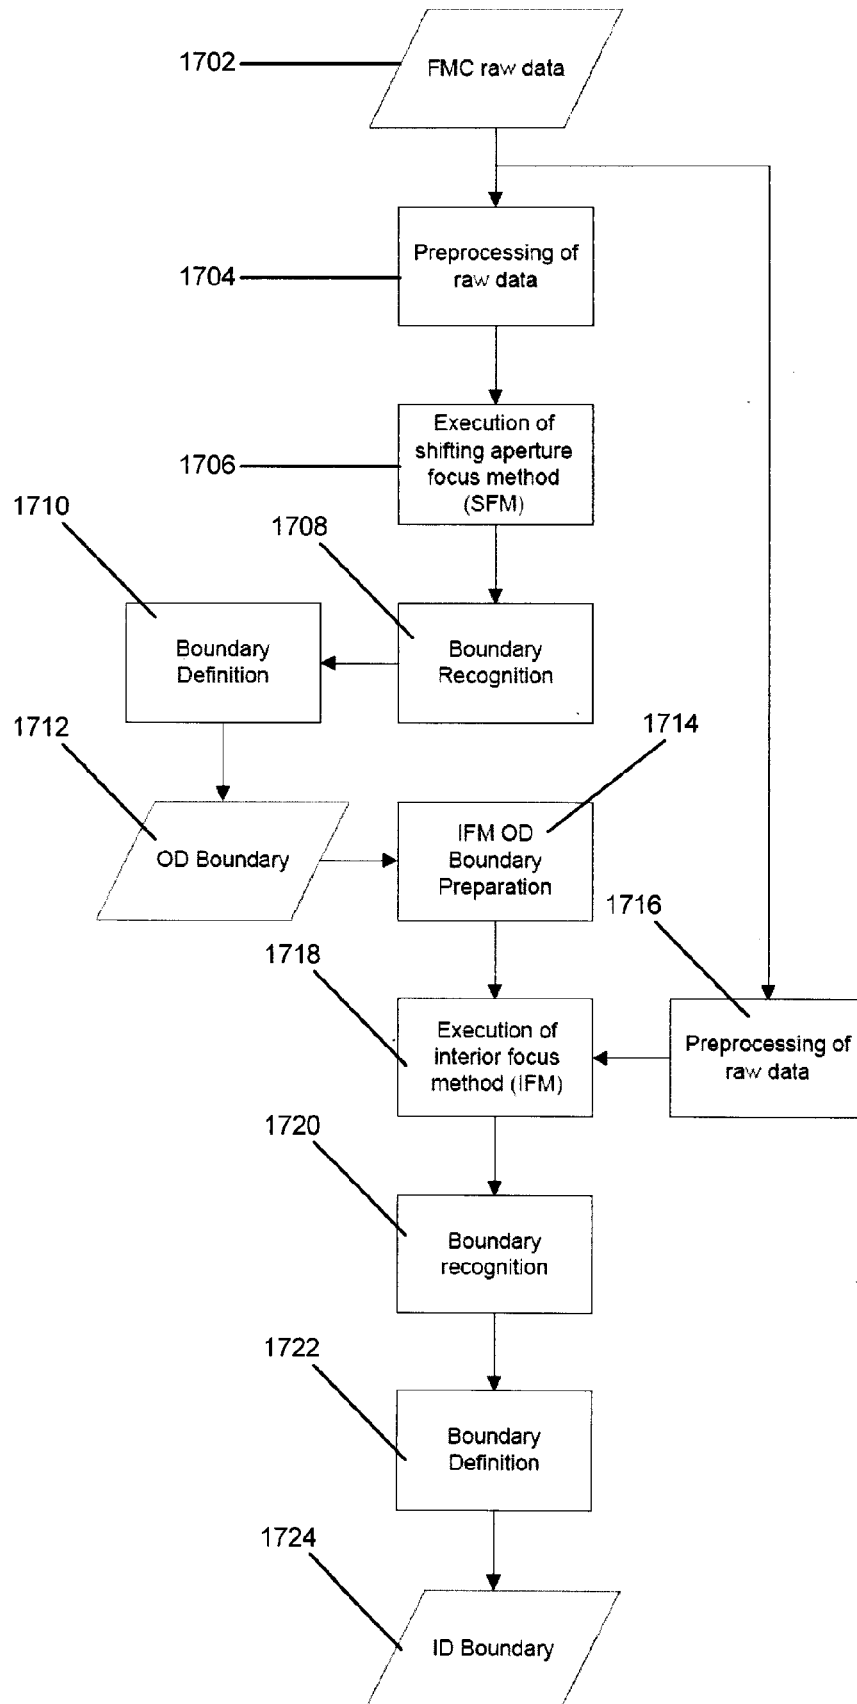 1702
FMC raw data
1704
Preprocessing of
raw data
1706
Execution of
shifting aperture
focus method
(SFM)
1710
1708
Boundary
Definition
Boundary
Recognition
1712
1714
OD Boundary
IFM OD
Boundary
Preparation
1716
1718
Execution of
interior focus
method (IFM)
Preprocessing of
raw data
1720
Boundary
recognition
1722
Boundary
Definition
1724
ID Boundary